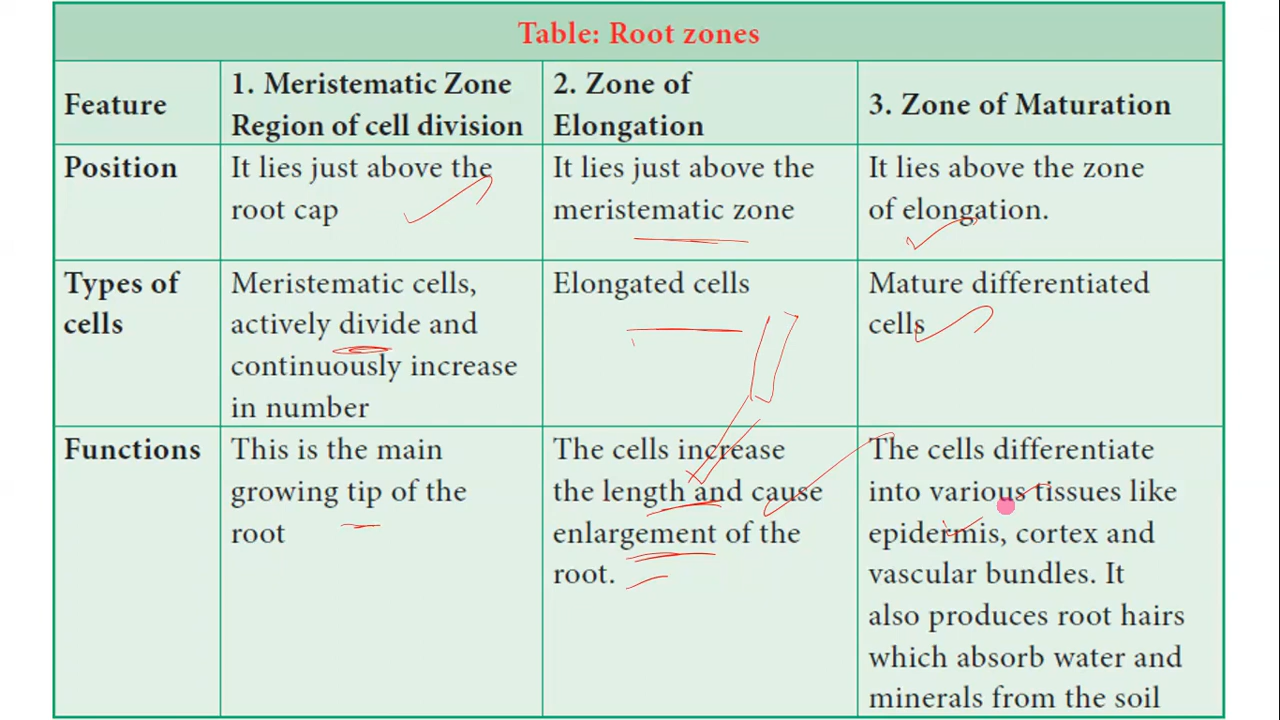 Table: Root zones
Feature
1. Meristematic Zone
Region of cell division
2. Zone of
Elongation
3. Zone of Maturation
Position
It lies just above the
root cap
It lies just above the
meristematic zone
It lies above the zone
of elongation.
Types of
cells
Meristematic cells,
actively divide and
continuously increase
in number
Elongated cells
Mature differentiated
cells
Functions
This is the main
growing tip of the
root
The cells increase
the length and cause
enlargement of the
root.
The cells differentiate
into various tissues like
epidermis, cortex and
vascular bundles. It
also produces root hairs
which absorb water and
minerals from the soil